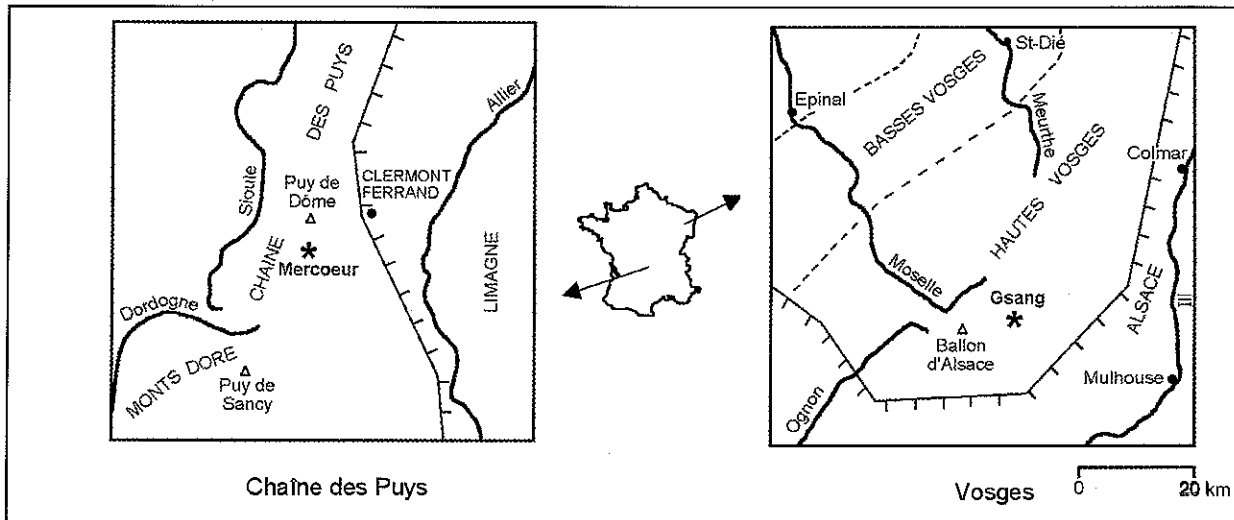 DES PUYS
Allier
Sioule
Puy de
Dôme
CLERMONT
FERRAND
CHAINE
Mercoeur
LIMAGNE
Dordogne
MONTS DORE
Puy de
Sancy
Chaîne des Puys
St-Dié
Epinal
BASSES VOSGES
Meurthe
Colmar
HAUTES VOSGES
Moselle
Gsang
ALSACE
Ill
Ballon
d'Alsace
Mulhouse
Ognon
Vosges
0
20 km